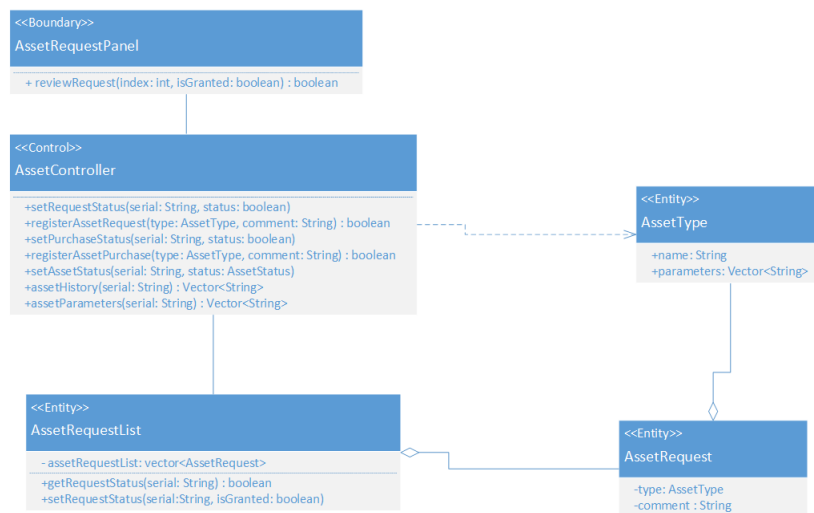 <<Boundary>>
AssetRequestPanel
+ reviewRequest(index: int, isGranted: boolean) : boolean
<<Control>>
AssetController
+setRequestStatus(serial: String, status: boolean)
+registerAssetRequest(type: AssetType, comment: String) : boolean
+setPurchaseStatus(serial: String, status: boolean)
+registerAssetPurchase(type: AssetType, comment: String) : boolean
+setAssetStatus(serial: String, status: AssetStatus)
+assetHistory(serial: String) : Vector<String>
+assetParameters(serial: String) : Vector<String>
<<Entity>>
AssetType
+name: String
+parameters: Vector<String>
<<Entity>>
AssetRequestList
- assetRequestList: vector<AssetRequest>
+getRequestStatus(serial: String) : boolean
+setRequestStatus(serial:String, isGranted: boolean)
<<Entity>>
AssetRequest
-type: AssetType
-comment : String